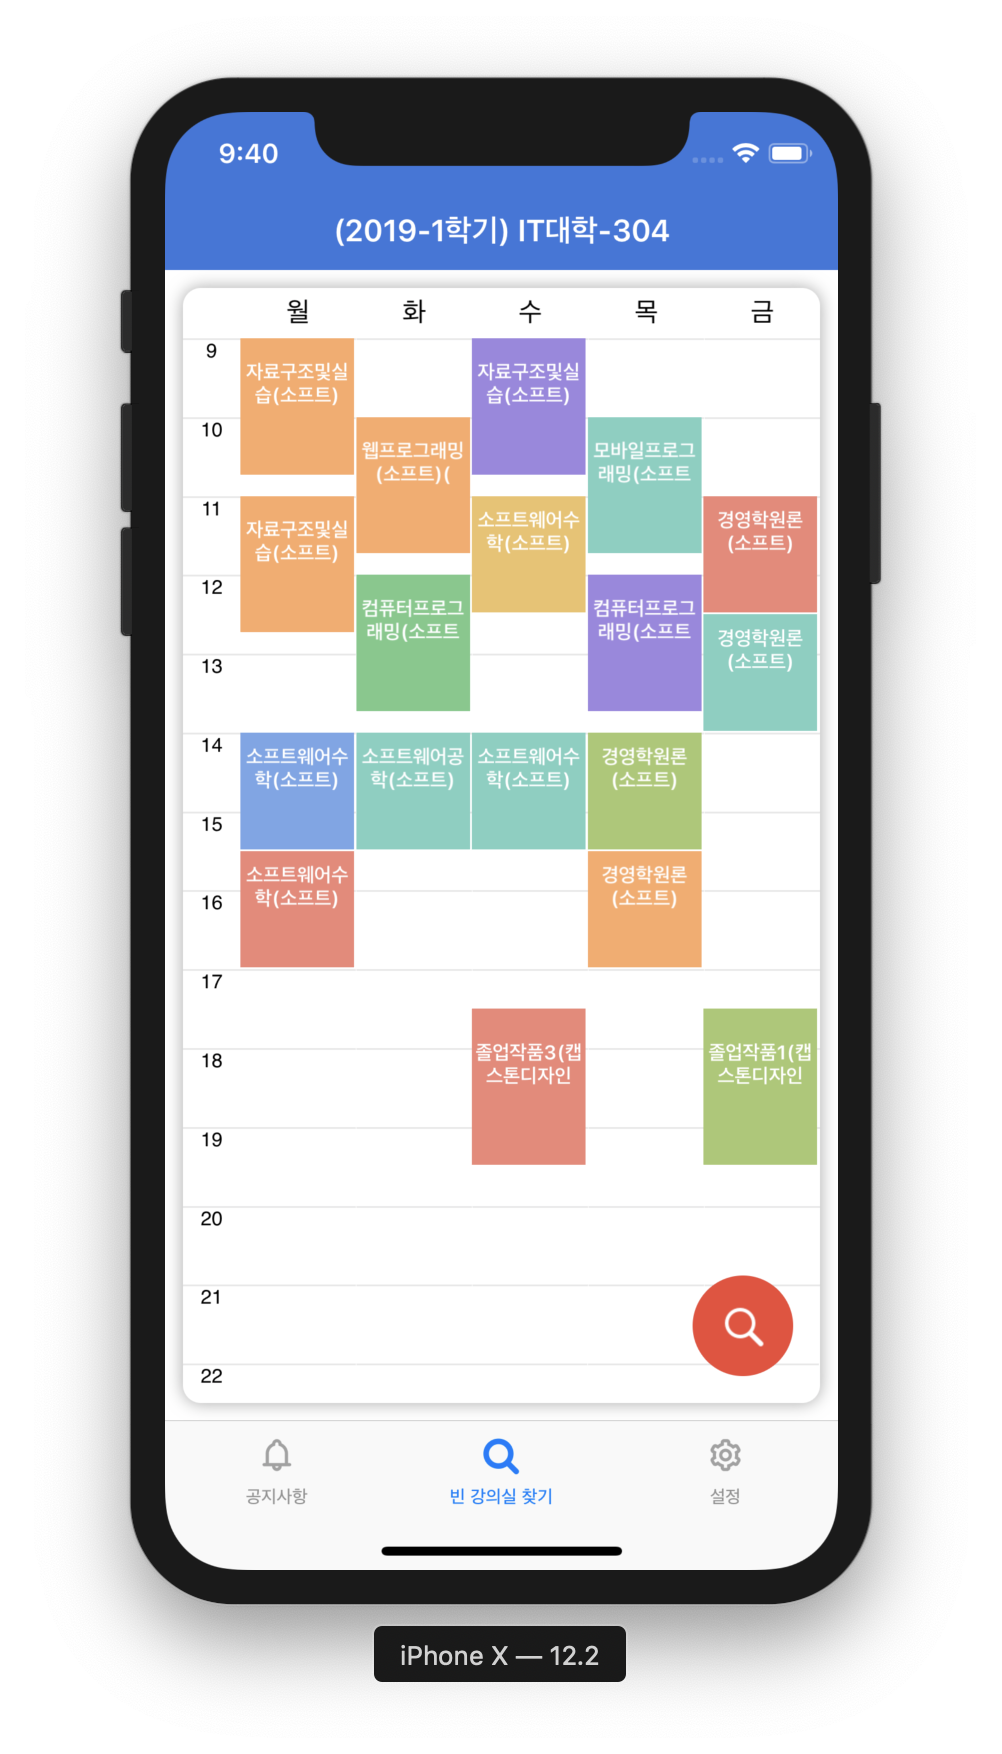 9:40
(2019-1학기) IT대학-304
월 화 수 목 금
9
자료구조및실
습(소프트)
자료구조및실
습(소프트)
10
웹프로그래밍
(소프트)(
모바일프로그
래밍(소프트
11
자료구조및실
습(소프트)
소프트웨어수
학(소프트)
경영학원론
(소프트)
12
컴퓨터프로그
래밍(소프트
컴퓨터프로그
래밍(소프트
경영학원론
(소프트)
13
14
소프트웨어수
학(소프트)
소프트웨어공
학(소프트)
소프트웨어수
학(소프트)
경영학원론
(소프트)
15
소프트웨어수
학(소프트)
경영학원론
(소프트)
16
17
졸업작품3(캡
스톤디자인
졸업작품1(캡
스톤디자인
18
19
20
21
22
공지사항
빈 강의실 찾기
설정
iPhone X — 12.2